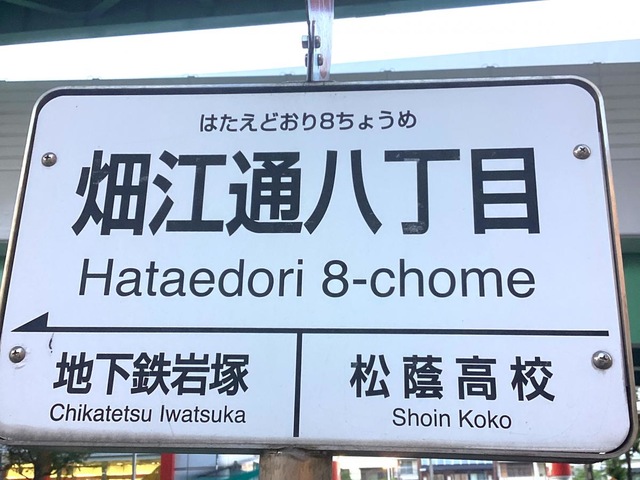 はたえどおり8ちょうめ
畑江通八丁目
Hataedori 8-chome
地下鉄岩塚 松蔭高校
Chikatetsu Iwatsuka Shoin Koko